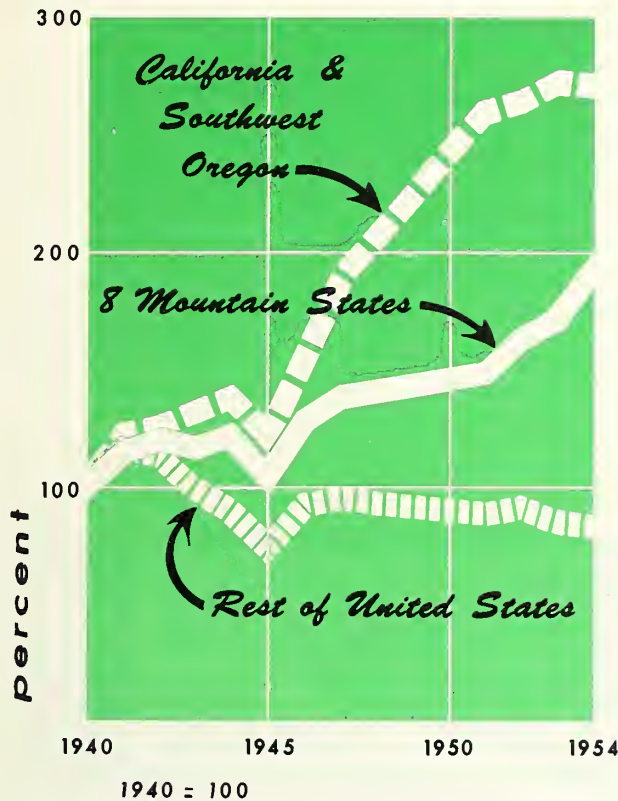 300
California &
Southwest
Oregon
200
8 Mountain States
100
percent
Rest of United States
1940 1945 1950 1954
1940 = 100